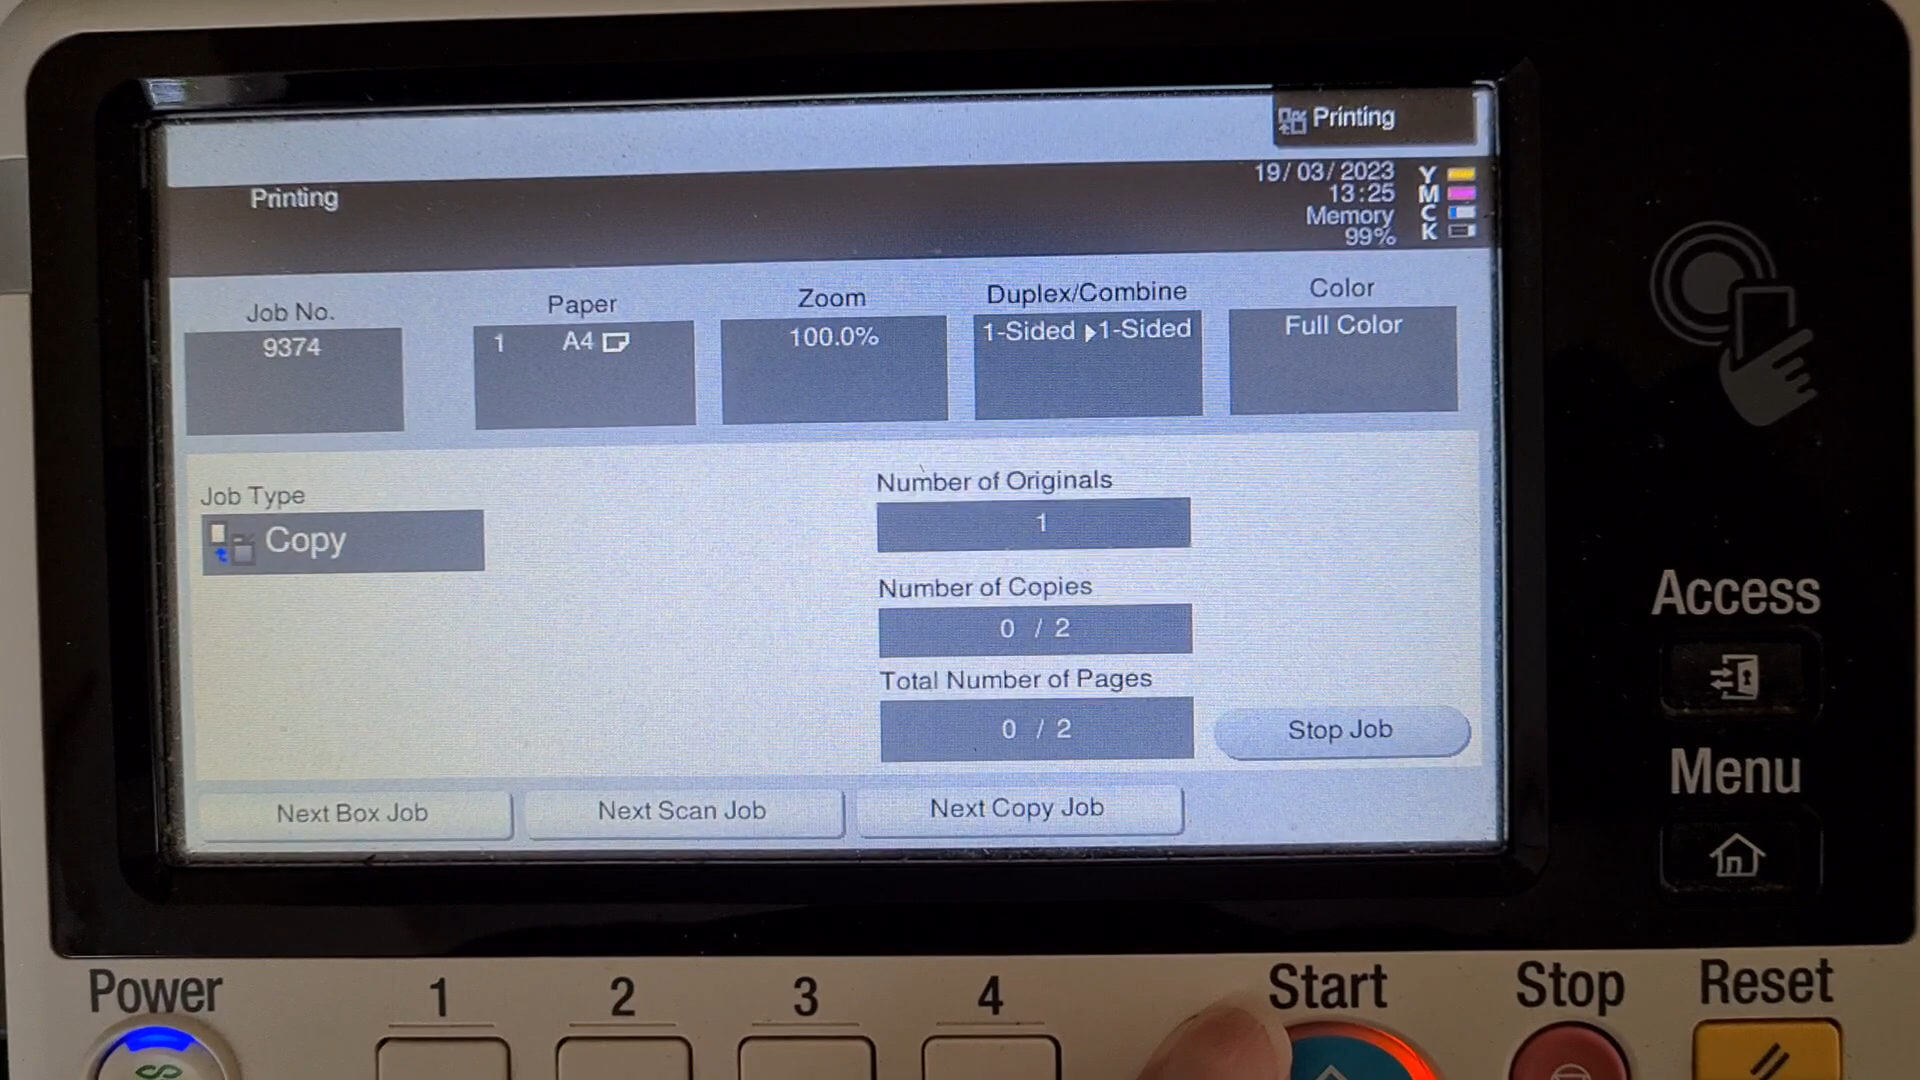 Printing
Printing
19/03/2023
13:25
Memory
99%
Y
M
C
K
Job No.
9374
Paper
1 A4
Zoom
100.0%
Duplex/Combine
1-Sided ▶1-Sided
Color
Full Color
Job Type
Copy
Number of Originals
1
Number of Copies
0 / 2
Total Number of Pages
0 / 2
Stop Job
Next Box Job
Next Scan Job
Next Copy Job
Access
Menu
Power
1
2
3
4
Start
Stop
Reset